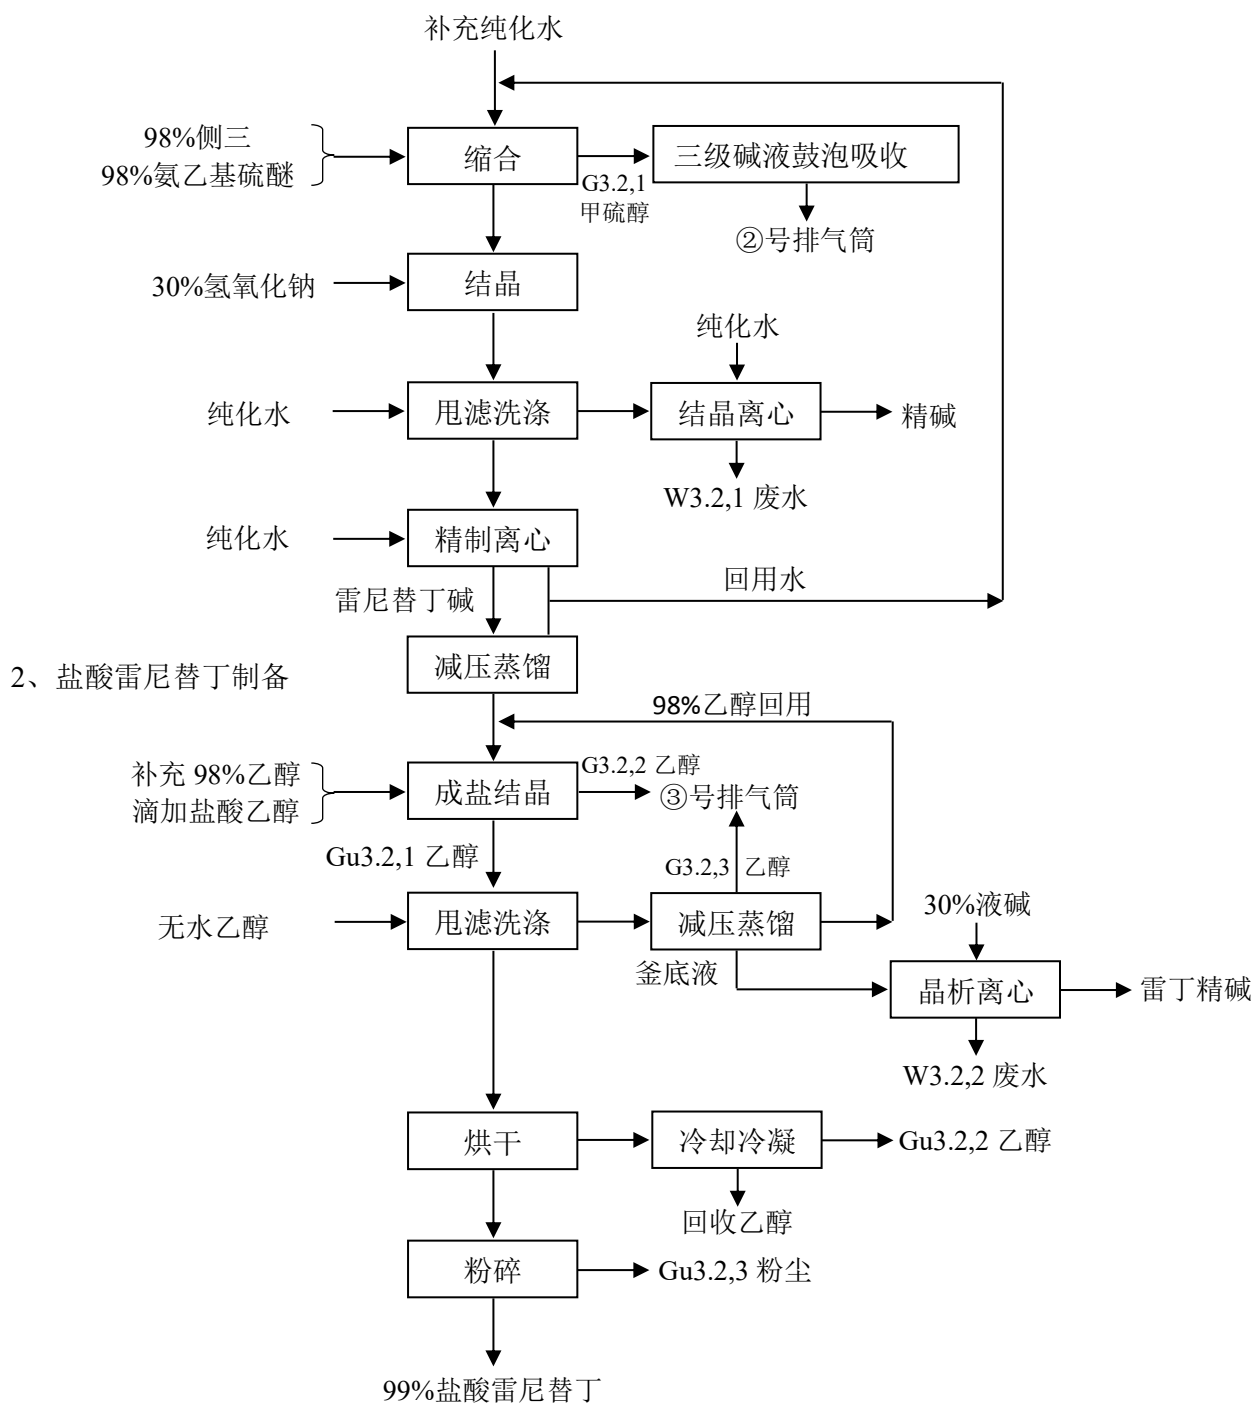 补充纯化水
98%侧三
98%氨乙基硫醚
缩合
G3.2,1
甲硫醇
三级碱液鼓泡吸收
②号排气筒
30%氢氧化钠
结晶
纯化水
纯化水
甩滤洗涤
结晶离心
精碱
W3.2,1 废水
纯化水
精制离心
回用水
雷尼替丁碱
减压蒸馏
2、盐酸雷尼替丁制备
98%乙醇回用
补充 98%乙醇
滴加盐酸乙醇
成盐结晶
G3.2,2 乙醇
③号排气筒
Gu3.2,1 乙醇
G3.2,3 乙醇
无水乙醇
甩滤洗涤
减压蒸馏
30%液碱
釜底液
晶析离心
雷丁精碱
W3.2,2 废水
烘干
冷却冷凝
Gu3.2,2 乙醇
回收乙醇
粉碎
Gu3.2,3 粉尘
99%盐酸雷尼替丁